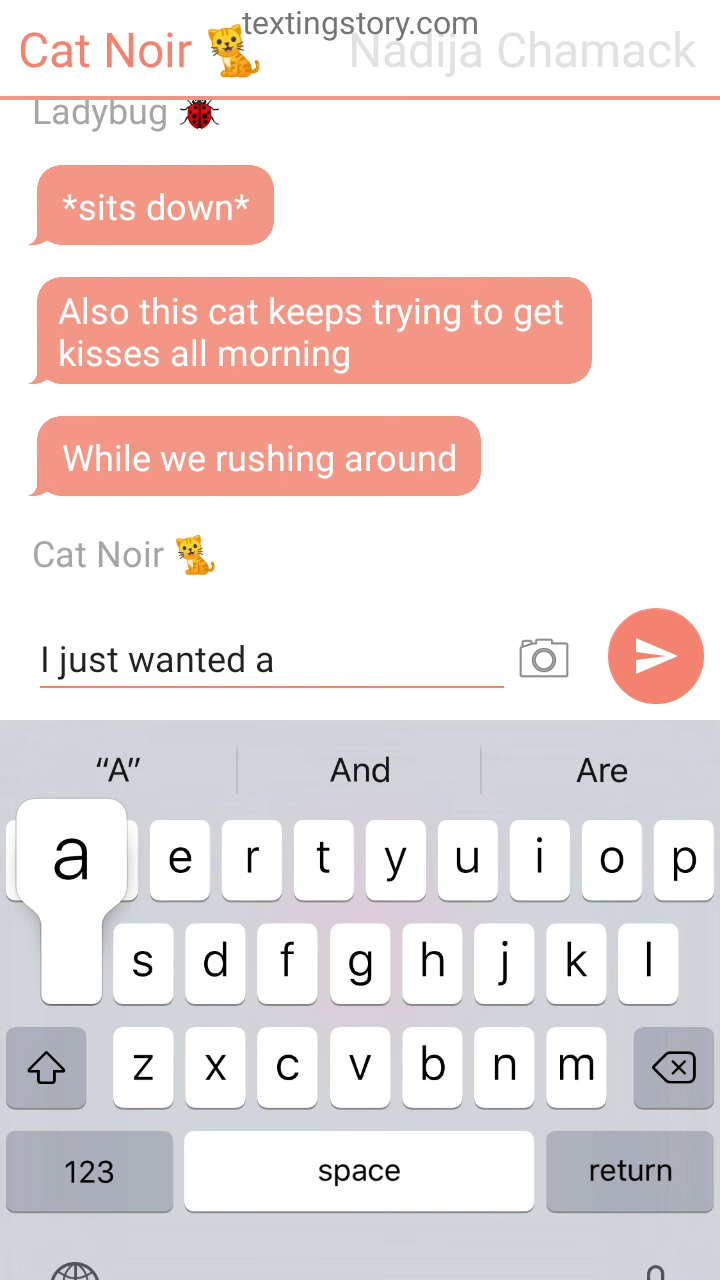 textingstory.com
Cat Noir 🐱 Nadija Chamack
Ladybug 🐞
*sits down*
Also this cat keeps trying to get
kisses all morning
While we rushing around
Cat Noir 🐈
I just wanted a
“A” And Are
a e r t y u i o p
s d f g h j k l
z x c v b n m
123 space return